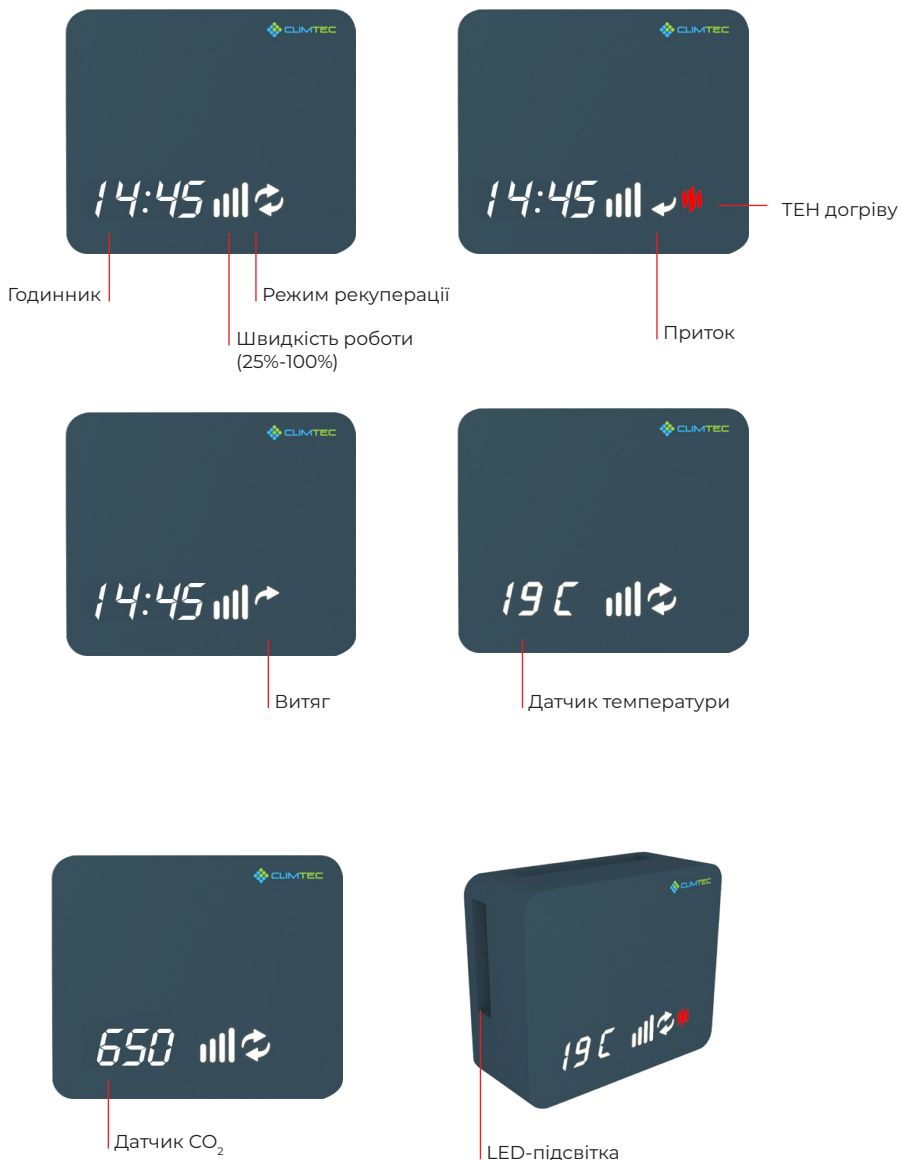 CLIMTEC
CLIMTEC
14:45
14:45
ТЕН догріву
Годинник
Режим рекуперації
Швидкість роботи
(25%-100%)
Приток
CLIMTEC
CLIMTEC
14:45
19 C
Витяг
Датчик температури
CLIMTEC
CLIMTEC
650
19 C
Датчик CO₂
LED-підсвітка